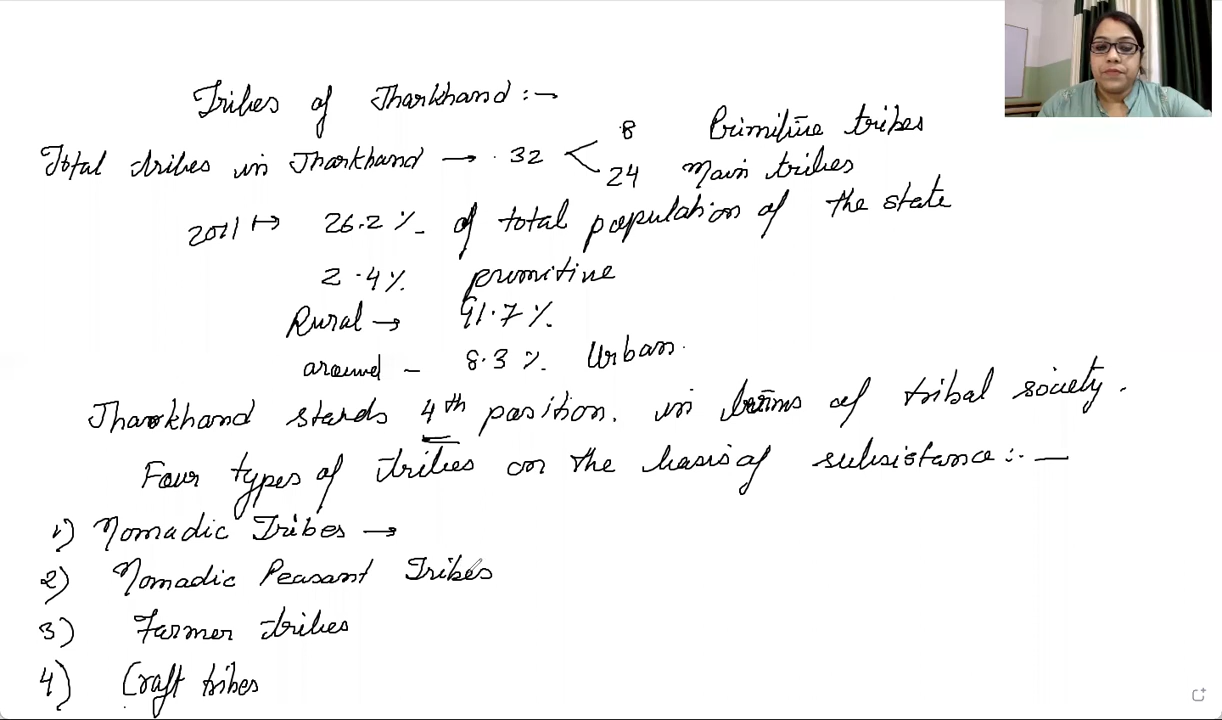 Tribes of Jharkhand :-
Total tribes in Jharkhand → 32 < 8 Primitive tribes
24 Main tribes
2011 ↦ 26.2% of total population of the state
2.4% primitive
Rural → 91.7%.
around - 8.3%. Urban.
Jharkhand stands 4th position. in terms of tribal society.
Four types of tribes on the basis of subsistance :- —
1) Nomadic Tribes →
2) Nomadic Peasant Tribes
3) Farmer tribes
4) Craft tribes